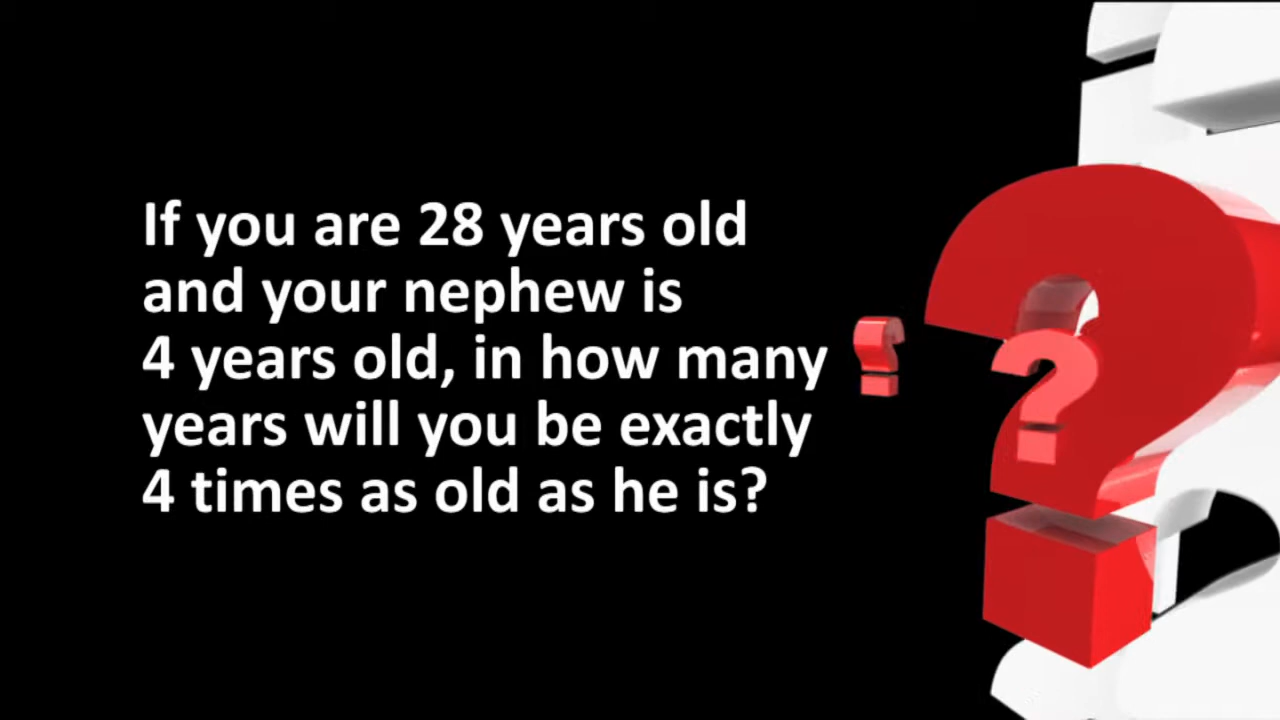 If you are 28 years old
and your nephew is
4 years old, in how many
years will you be exactly
4 times as old as he is?